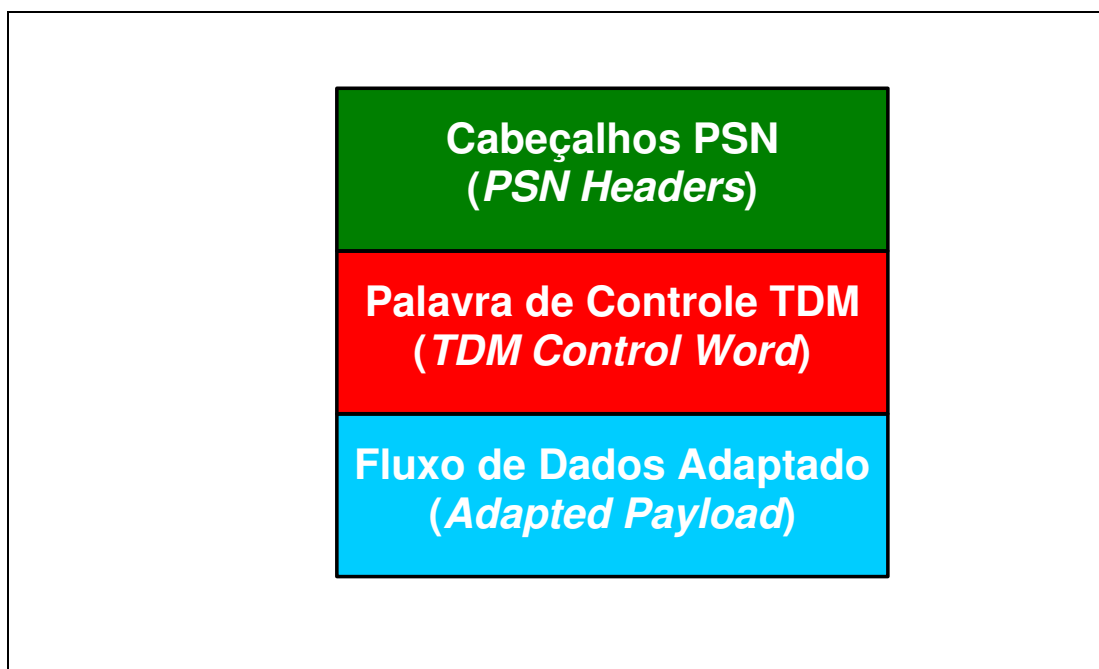 Cabeçalhos PSN
(PSN Headers)
Palavra de Controle TDM
(TDM Control Word)
Fluxo de Dados Adaptado
(Adapted Payload)